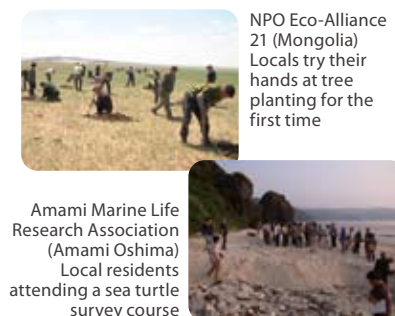 NPO Eco-Alliance
21 (Mongolia)
Locals try their
hands at tree
planting for the
first time
Amami Marine Life
Research Association
(Amami Oshima)
Local residents
attending a sea turtle
survey course